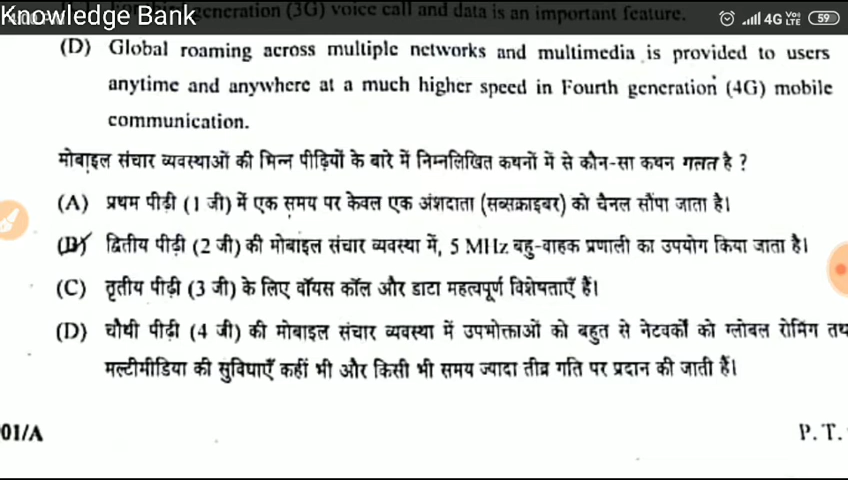 Knowledge Bank
4G VoLTE 59
generation (3G) voice call and data is an important feature.
(D) Global roaming across multiple networks and multimedia is provided to users
anytime and anywhere at a much higher speed in Fourth generation (4G) mobile
communication.
मोबाइल संचार व्यवस्थाओं की भिन्न पीढ़ियों के बारे में निम्नलिखित कथनों में से कौन-सा कथन गलत है ?
(A) प्रथम पीढ़ी (1 जी) में एक समय पर केवल एक अंशदाता (सब्सक्राइबर) को चैनल सौंपा जाता है।
(B) द्वितीय पीढ़ी (2 जी) की मोबाइल संचार व्यवस्था में, 5 MHz बहु-वाहक प्रणाली का उपयोग किया जाता है।
(C) तृतीय पीढ़ी (3 जी) के लिए वॉयस कॉल और डाटा महत्वपूर्ण विशेषताएँ हैं।
(D) चौथी पीढ़ी (4 जी) की मोबाइल संचार व्यवस्था में उपभोक्ताओं को बहुत से नेटवर्कों को ग्लोबल रोमिंग तथ
मल्टीमीडिया की सुविधाएँ कहीं भी और किसी भी समय ज्यादा तीव्र गति पर प्रदान की जाती हैं।
01/A
P. T.